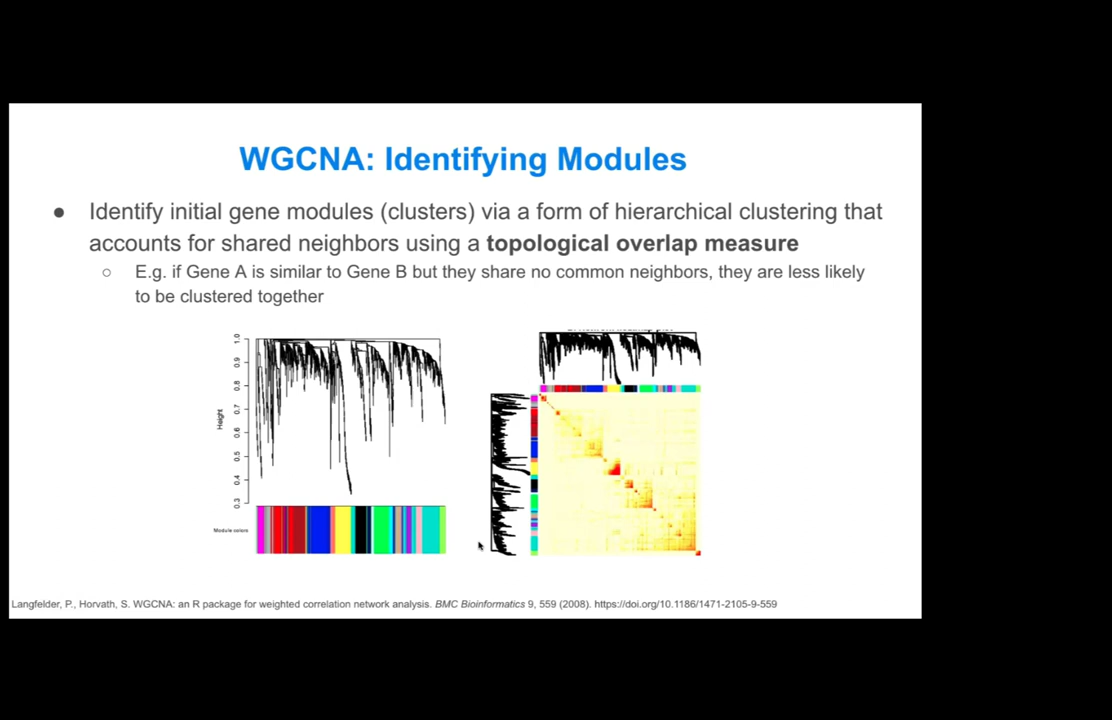 WGCNA: Identifying Modules
● Identify initial gene modules (clusters) via a form of hierarchical clustering that
accounts for shared neighbors using a topological overlap measure
○ E.g. if Gene A is similar to Gene B but they share no common neighbors, they are less likely
to be clustered together
Height
1.0
0.9
0.8
0.7
0.6
0.5
0.4
0.3
Module colors
Langfelder, P., Horvath, S. WGCNA: an R package for weighted correlation network analysis. BMC Bioinformatics 9, 559 (2008). https://doi.org/10.1186/1471-2105-9-559